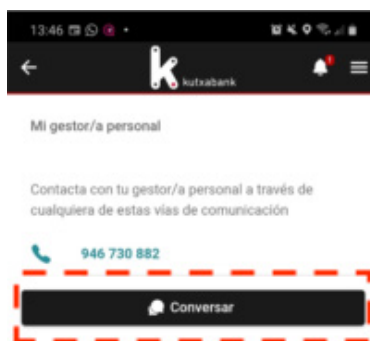 13:46
kutxabank
Mi gestor/a personal
Contacta con tu gestor/a personal a través de
cualquiera de estas vías de comunicación
946 730 882
Conversar